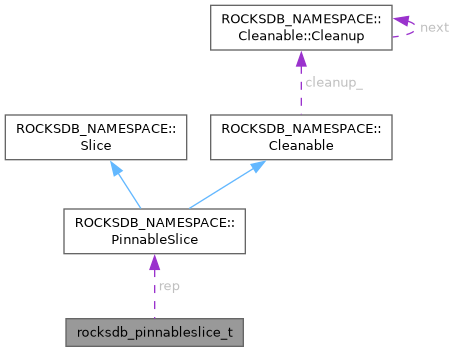 ROCKSDB_NAMESPACE::
Cleanable::Cleanup
next
cleanup_
ROCKSDB_NAMESPACE::
Slice
ROCKSDB_NAMESPACE::
Cleanable
ROCKSDB_NAMESPACE::
PinnableSlice
rep
rocksdb_pinnableslice_t